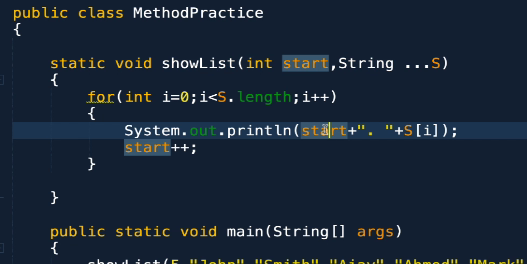 public class MethodPractice
{
static void showList(int start,String ...S)
{
for(int i=0;i<S.length;i++)
{
System.out.println(start+". "+S[i]);
start++;
}
}
public static void main(String[] args)
{
showList(5,"John","Smith","Ajay","Ahmed","Mark"